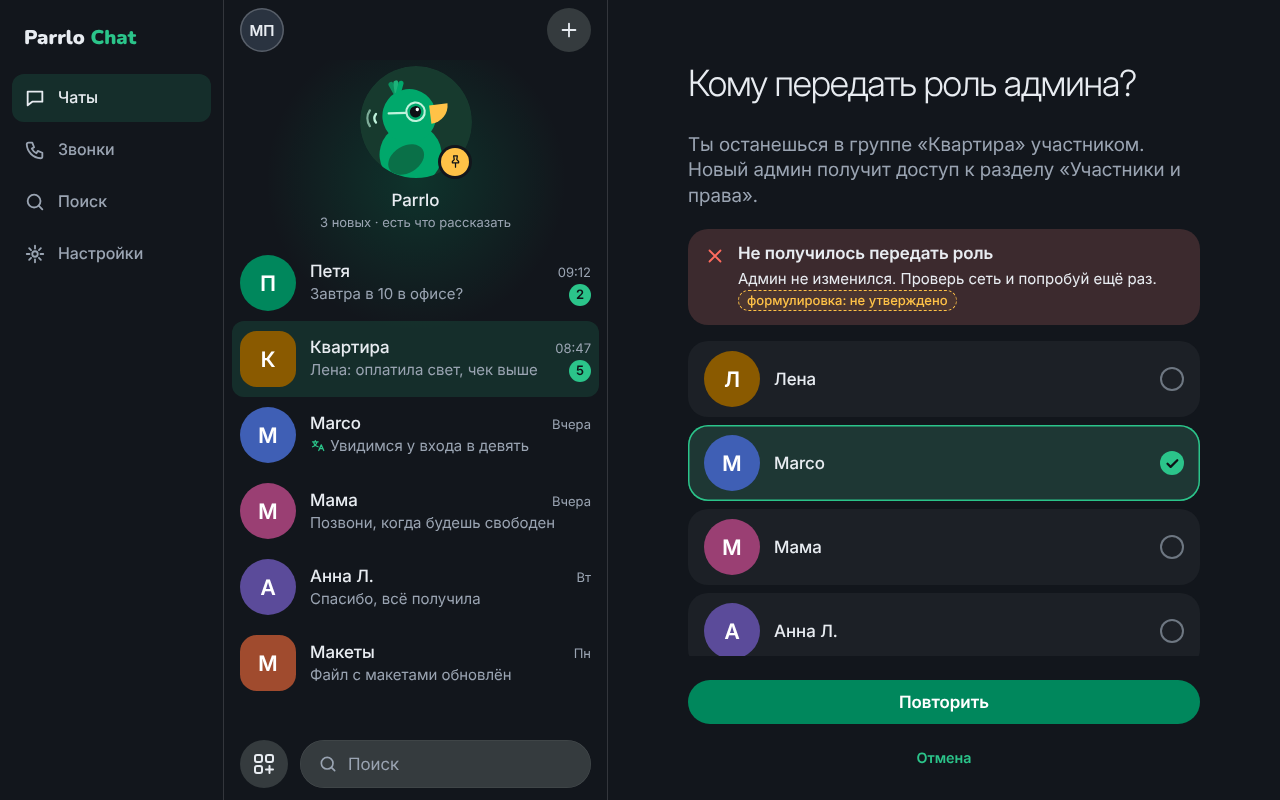 Parrlo Chat
Чаты
Звонки
Поиск
Настройки
МП
Parrlo
3 новых · есть что рассказать
П
Петя
09:12
Завтра в 10 в офисе?
2
К
Квартира
08:47
Лена: оплатила свет, чек выше
5
M
Marco
Вчера
Увидимся у входа в девять
М
Мама
Вчера
Позвони, когда будешь свободен
А
Анна Л.
Вт
Спасибо, всё получила
М
Макеты
Пн
Файл с макетами обновлён
Поиск
Кому передать роль админа?
Ты останешься в группе «Квартира» участником.
Новый админ получит доступ к разделу «Участники и
права».
Не получилось передать роль
Админ не изменился. Проверь сеть и попробуй ещё раз.
формулировка: не утверждено
Л
Лена
M
Marco
М
Мама
А
Анна Л.
Повторить
Отмена